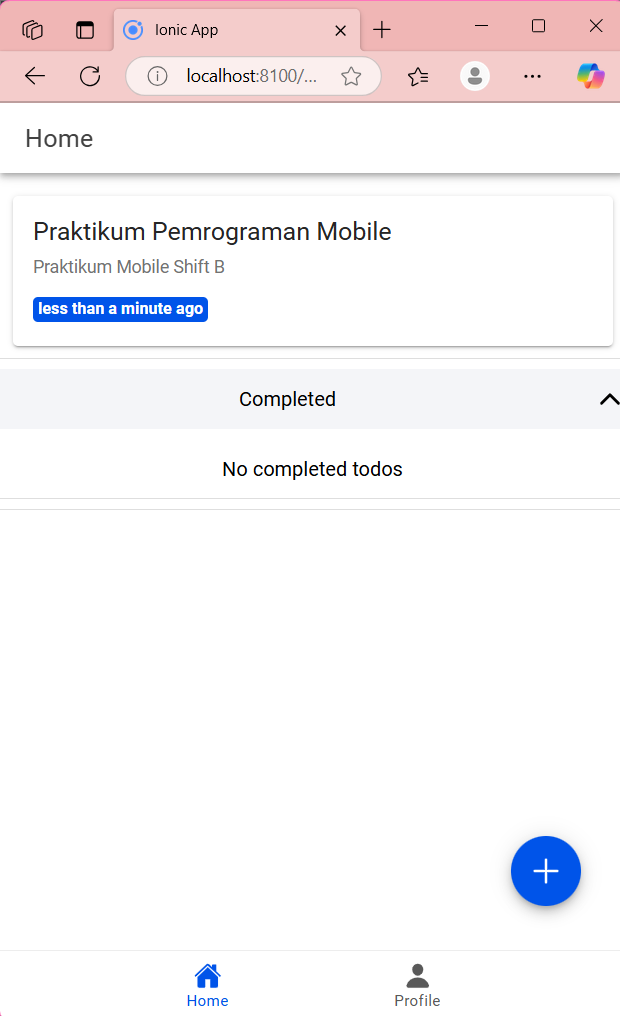 Ionic App
localhost:8100/...
Home
Praktikum Pemrograman Mobile
Praktikum Mobile Shift B
less than a minute ago
Completed
No completed todos
Home
Profile